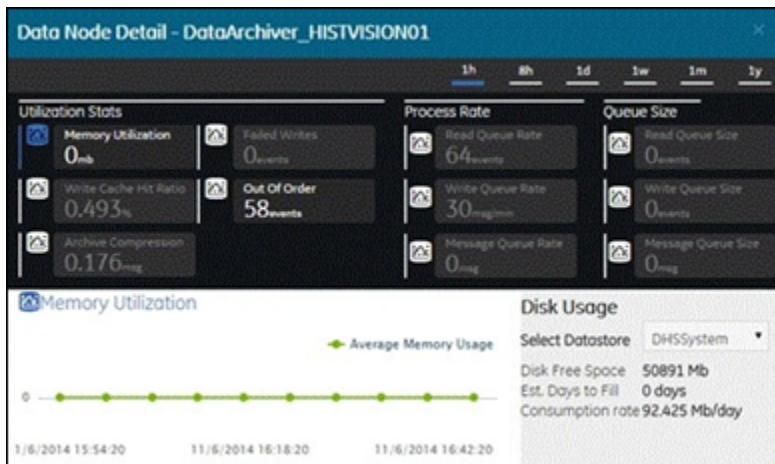 Data Node Detail - DataArchiver_HISTVISION01
×
1h 8h 1d 1w 1m 1y
Utilization Stats
Memory Utilization
0mb
Failed Writes
0events
Write Cache Hit Ratio
0.493%
Out Of Order
58events
Archive Compression
0.176msg
Process Rate
Read Queue Rate
64events
Write Queue Rate
30msg/min
Message Queue Rate
0msg
Queue Size
Read Queue Size
0events
Write Queue Size
0events
Message Queue Size
0msg
Memory Utilization
Average Memory Usage
0
1/6/2014 15:54:20 11/6/2014 16:18:20 11/6/2014 16:42:20
Disk Usage
Select Datastore DHSSystem
Disk Free Space 50891 Mb
Est. Days to Fill 0 days
Consumption rate 92.425 Mb/day